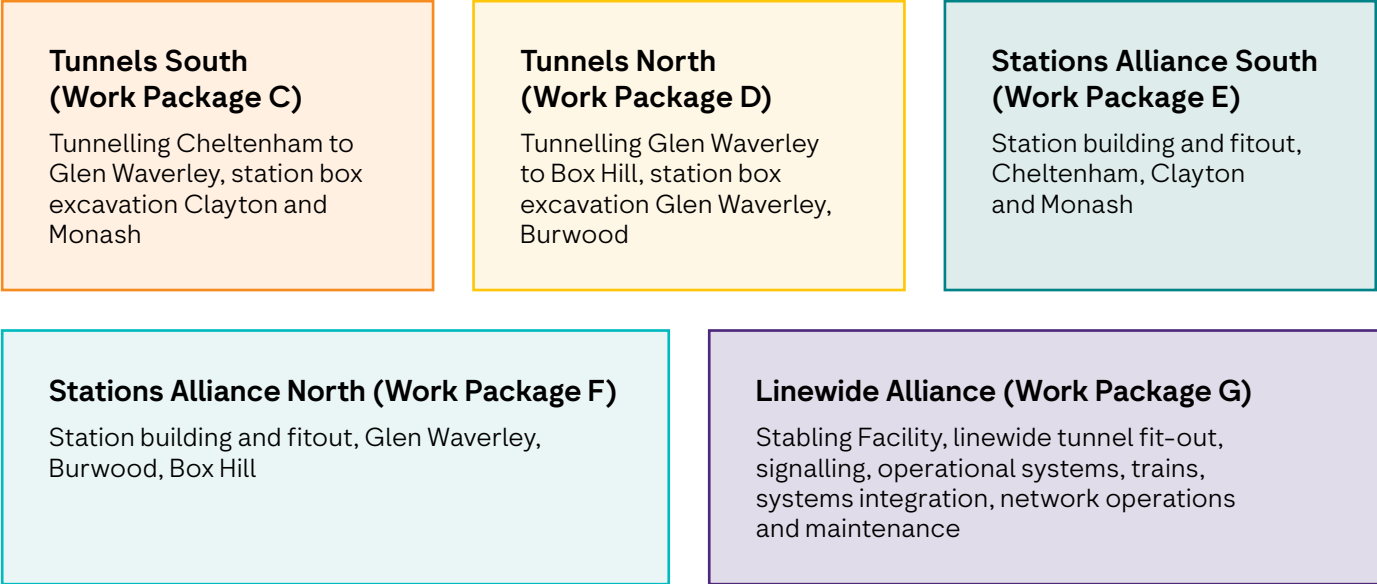 Tunnels South
(Work Package C)
Tunnelling Cheltenham to
Glen Waverley, station box
excavation Clayton and
Monash
Tunnels North
(Work Package D)
Tunnelling Glen Waverley
to Box Hill, station box
excavation Glen Waverley,
Burwood
Stations Alliance South
(Work Package E)
Station building and fitout,
Cheltenham, Clayton
and Monash
Stations Alliance North (Work Package F)
Station building and fitout, Glen Waverley,
Burwood, Box Hill
Linewide Alliance (Work Package G)
Stabling Facility, linewide tunnel fit-out,
signalling, operational systems, trains,
systems integration, network operations
and maintenance